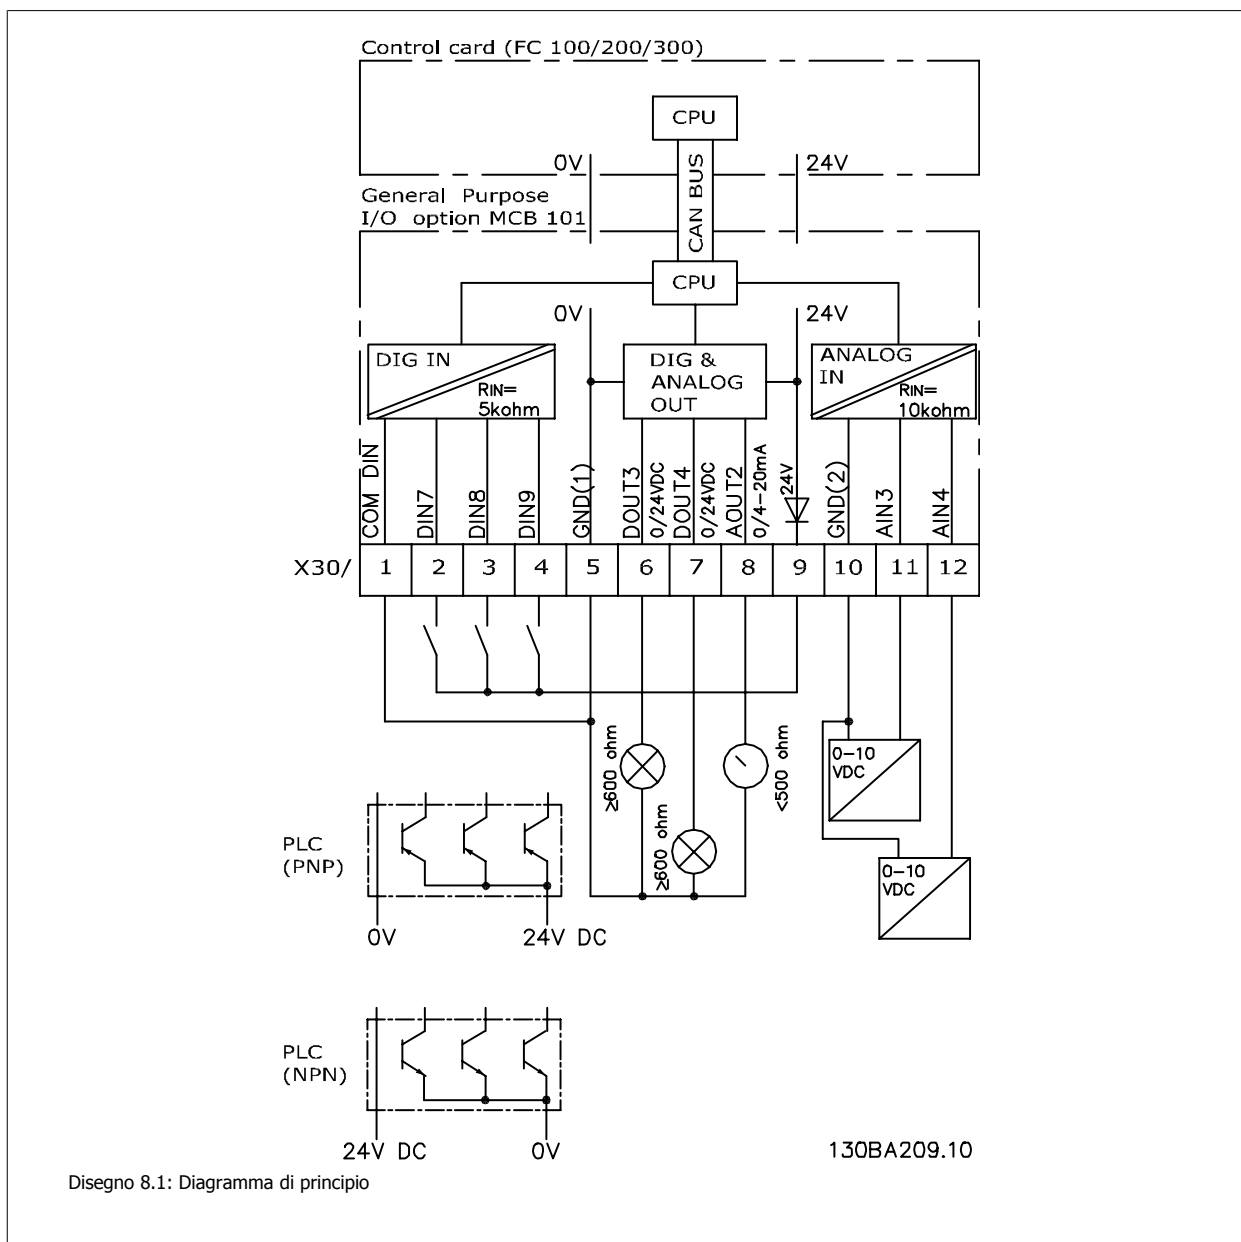 Control card (FC 100/200/300)
CPU
0V
24V
CAN BUS
General Purpose
I/O option MCB 101
CPU
0V
24V
DIG IN
RIN=
5kohm
DIG &
ANALOG
OUT
ANALOG
IN
RIN=
10kohm
COM DIN
DIN7
DIN8
DIN9
GND(1)
DOUT3
0/24VDC
DOUT4
0/24VDC
AOUT2
0/4-20mA
24V
GND(2)
AIN3
AIN4
X30/ 1 2 3 4 5 6 7 8 9 10 11 12
≥600 ohm
≥600 ohm
<500 ohm
0-10
VDC
0-10
VDC
PLC
(PNP)
0V
24V DC
PLC
(NPN)
24V DC
0V
130BA209.10
Disegno 8.1: Diagramma di principio